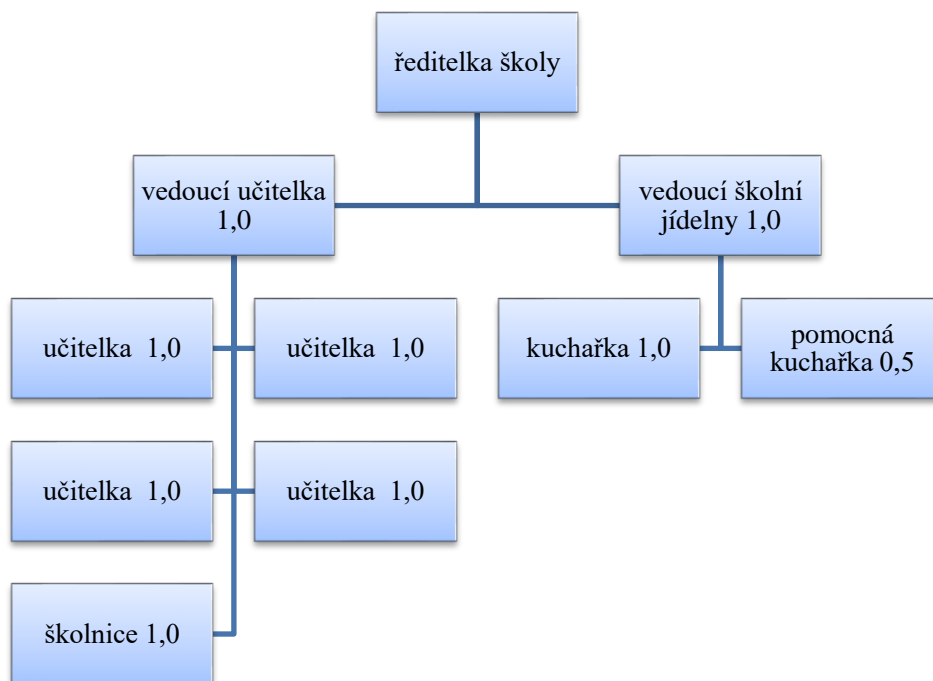 ředitelka školy
vedoucí učitelka
1,0
vedoucí školní
jídelny 1,0
učitelka  1,0
učitelka  1,0
kuchařka 1,0
pomocná
kuchařka 0,5
učitelka  1,0
učitelka  1,0
školnice 1,0